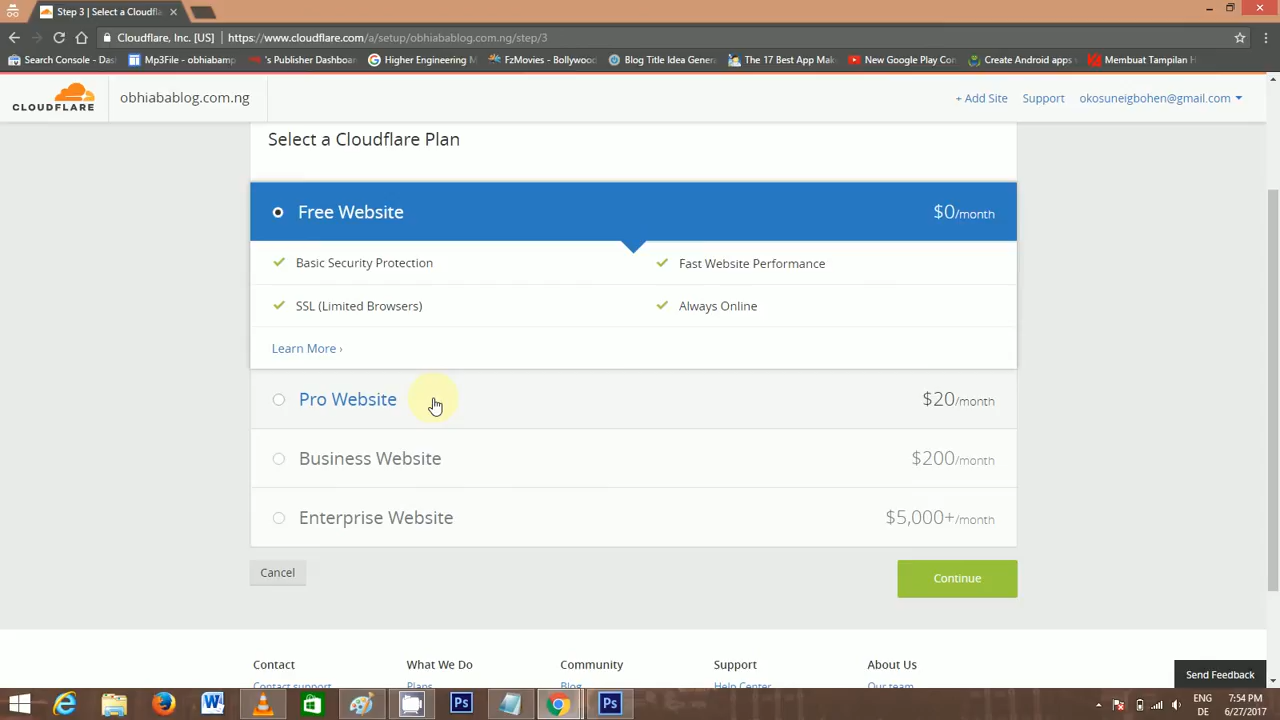 Step 3 | Select a Cloudfl
Cloudflare, Inc. [US]
https://www.cloudflare.com/a/setup/obhiabablog.com.ng/step/3
Search Console - Das
Mp3File - obhiabamp
's Publisher Dashboar
Higher Engineering M
FzMovies - Bollywood
Blog Title Idea Genera
The 17 Best App Mak
New Google Play Con
Create Android apps
Membuat Tampilan H
CLOUDFLARE
obhiabablog.com.ng
+ Add Site
Support
okosuneigbohen@gmail.com
Select a Cloudflare Plan
Free Website
$0/month
Basic Security Protection
Fast Website Performance
SSL (Limited Browsers)
Always Online
Learn More ›
Pro Website
$20/month
Business Website
$200/month
Enterprise Website
$5,000+/month
Cancel
Continue
Contact
What We Do
Community
Support
About Us
Contact support
Plans
Blog
Help Center
Our team
Send Feedback
ENG
DE
7:54 PM
6/27/2017